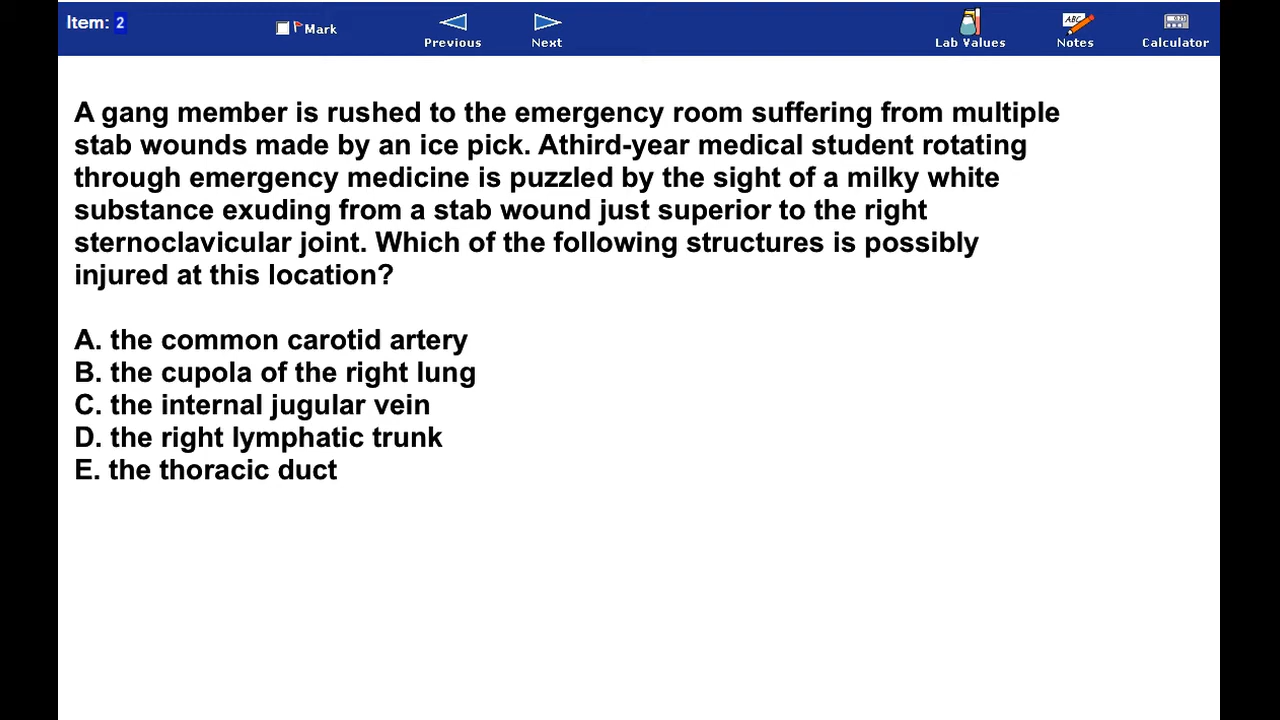 Item: 2
Mark
Previous
Next
Lab Values
Notes
Calculator
A gang member is rushed to the emergency room suffering from multiple
stab wounds made by an ice pick. Athird-year medical student rotating
through emergency medicine is puzzled by the sight of a milky white
substance exuding from a stab wound just superior to the right
sternoclavicular joint. Which of the following structures is possibly
injured at this location?
A. the common carotid artery
B. the cupola of the right lung
C. the internal jugular vein
D. the right lymphatic trunk
E. the thoracic duct